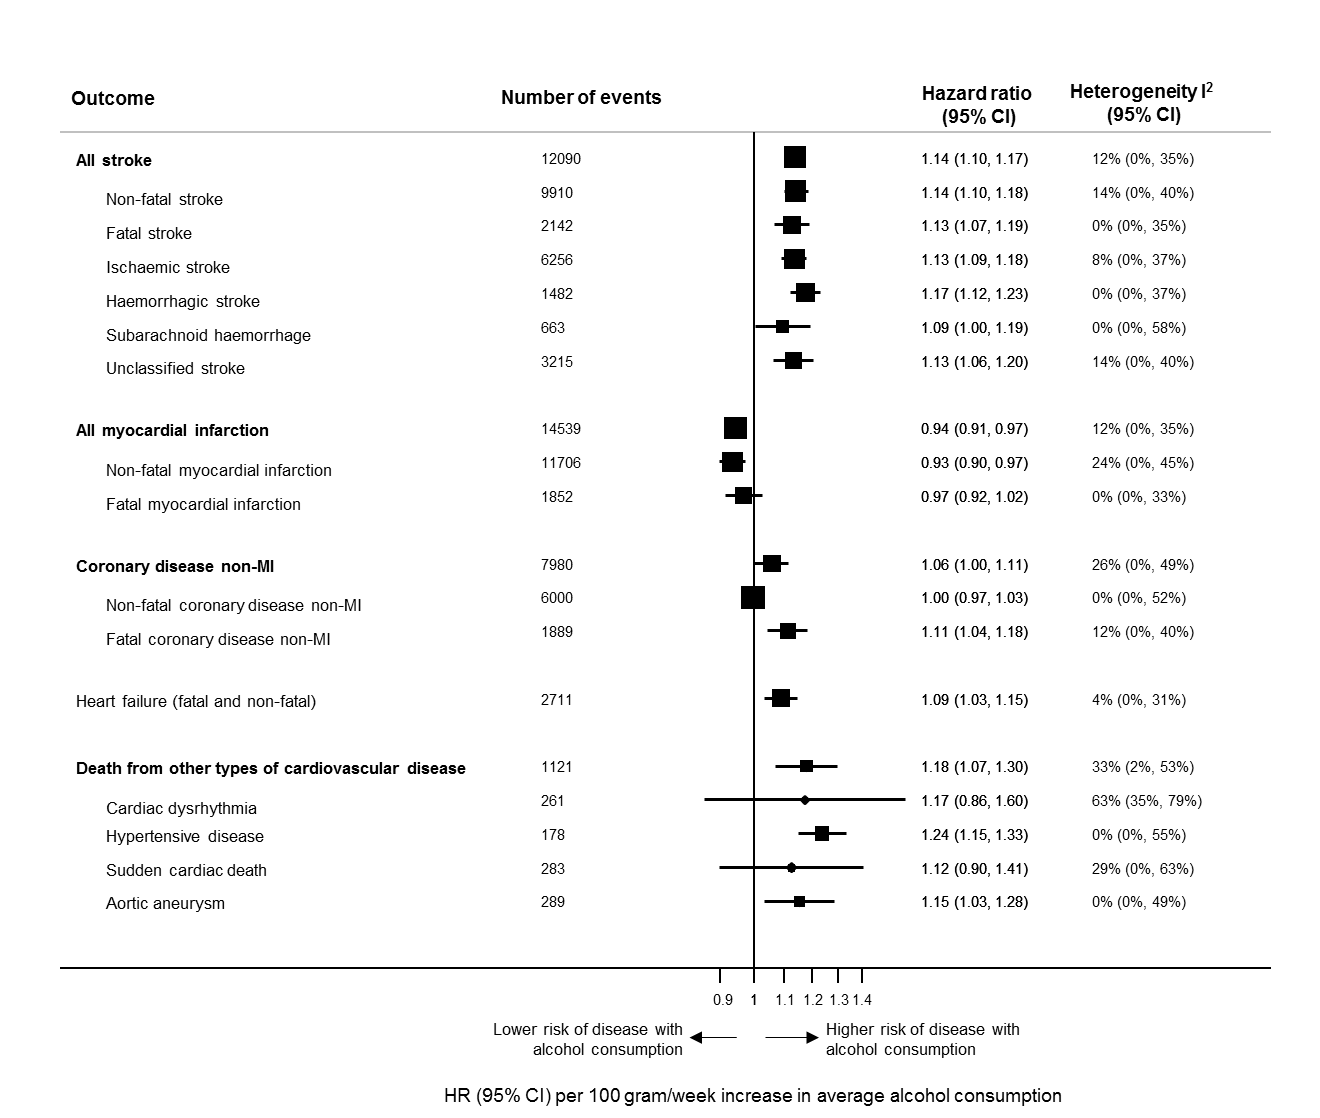 Outcome Number of events Hazard ratio (95% CI) Heterogeneity I² (95% CI)
All stroke 12090 1.14 (1.10, 1.17) 12% (0%, 35%)
Non-fatal stroke 9910 1.14 (1.10, 1.18) 14% (0%, 40%)
Fatal stroke 2142 1.13 (1.07, 1.19) 0% (0%, 35%)
Ischaemic stroke 6256 1.13 (1.09, 1.18) 8% (0%, 37%)
Haemorrhagic stroke 1482 1.17 (1.12, 1.23) 0% (0%, 37%)
Subarachnoid haemorrhage 663 1.09 (1.00, 1.19) 0% (0%, 58%)
Unclassified stroke 3215 1.13 (1.06, 1.20) 14% (0%, 40%)
All myocardial infarction 14539 0.94 (0.91, 0.97) 12% (0%, 35%)
Non-fatal myocardial infarction 11706 0.93 (0.90, 0.97) 24% (0%, 45%)
Fatal myocardial infarction 1852 0.97 (0.92, 1.02) 0% (0%, 33%)
Coronary disease non-MI 7980 1.06 (1.00, 1.11) 26% (0%, 49%)
Non-fatal coronary disease non-MI 6000 1.00 (0.97, 1.03) 0% (0%, 52%)
Fatal coronary disease non-MI 1889 1.11 (1.04, 1.18) 12% (0%, 40%)
Heart failure (fatal and non-fatal) 2711 1.09 (1.03, 1.15) 4% (0%, 31%)
Death from other types of cardiovascular disease 1121 1.18 (1.07, 1.30) 33% (2%, 53%)
Cardiac dysrhythmia 261 1.17 (0.86, 1.60) 63% (35%, 79%)
Hypertensive disease 178 1.24 (1.15, 1.33) 0% (0%, 55%)
Sudden cardiac death 283 1.12 (0.90, 1.41) 29% (0%, 63%)
Aortic aneurysm 289 1.15 (1.03, 1.28) 0% (0%, 49%)
0.9 1 1.1 1.2 1.3 1.4
Lower risk of disease with
alcohol consumption
Higher risk of disease with
alcohol consumption
HR (95% CI) per 100 gram/week increase in average alcohol consumption